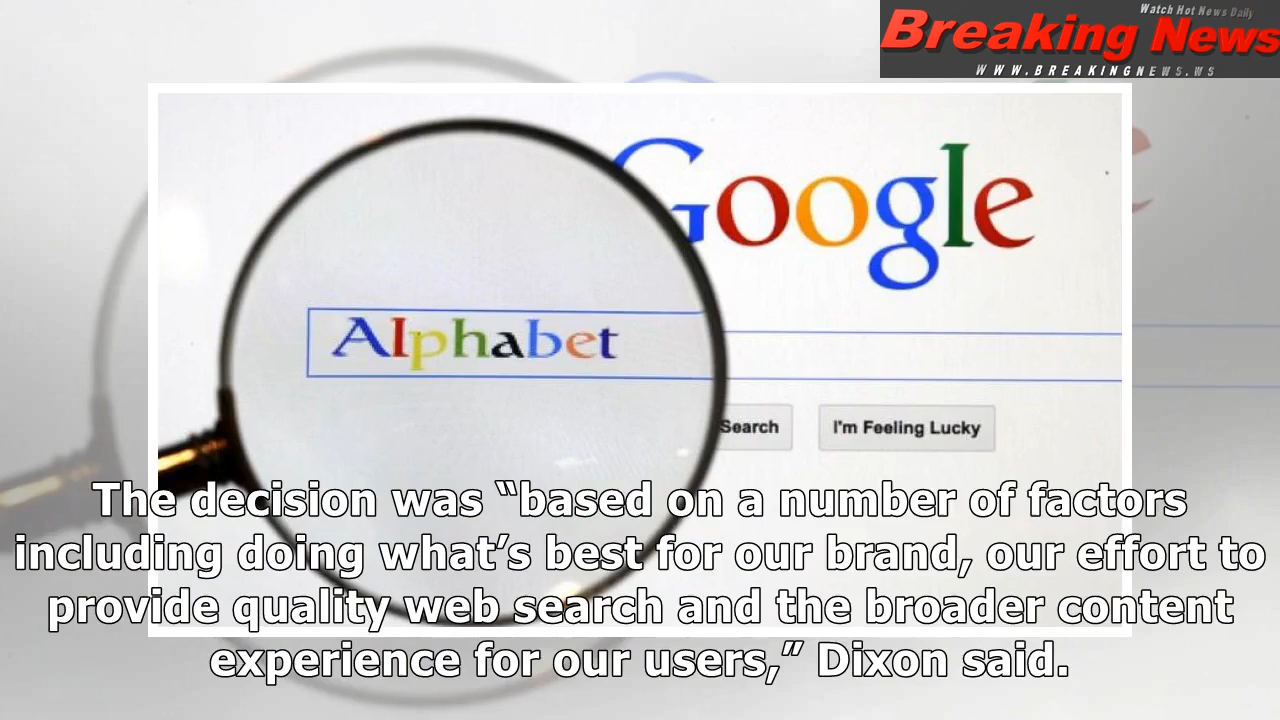 Watch Hot News Daily
Breaking News
WWW.BREAKINGNEWS.WS
Google
Alphabet
Search
I'm Feeling Lucky
The decision was “based on a number of factors
including doing what’s best for our brand, our effort to
provide quality web search and the broader content
experience for our users,” Dixon said.